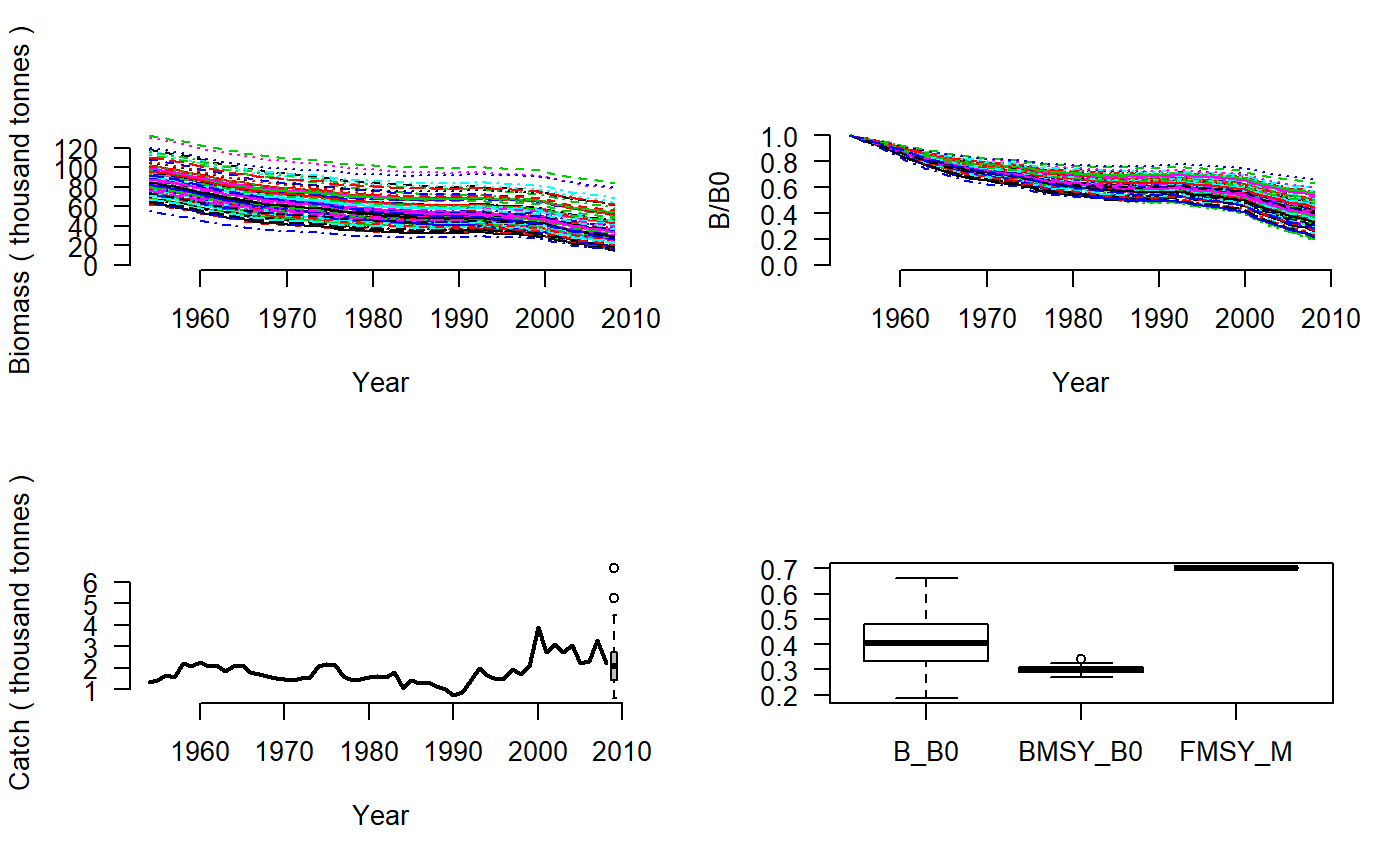 Biomass ( thousand tonnes )
120
100
80
60
40
20
0
1960 1970 1980 1990 2000 2010
Year
B/B0
1.0
0.8
0.6
0.4
0.2
0.0
1960 1970 1980 1990 2000 2010
Year
Catch ( thousand tonnes )
6
5
4
3
2
1
1960 1970 1980 1990 2000 2010
Year
0.7
0.6
0.5
0.4
0.3
0.2
B_B0 BMSY_B0 FMSY_M